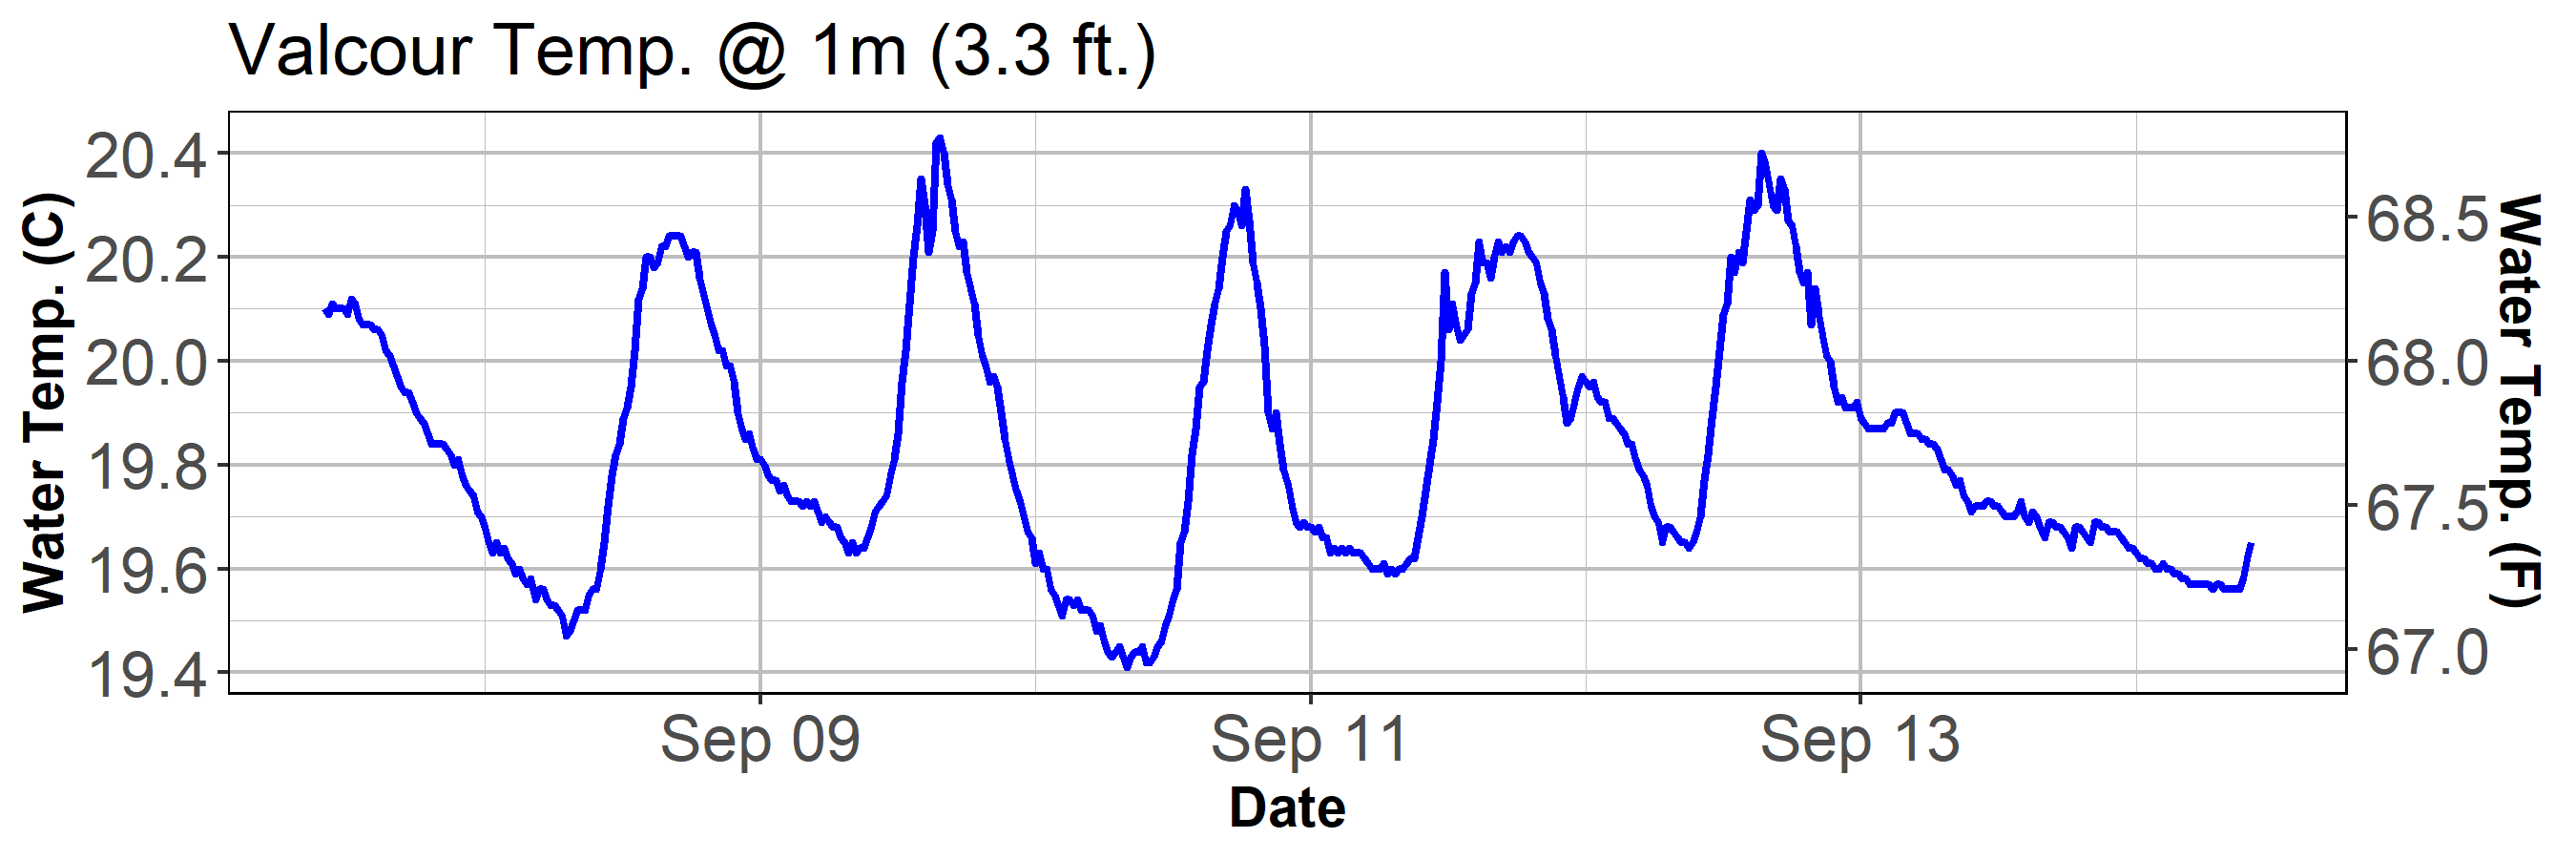 Valcour Temp. @ 1m (3.3 ft.)
Water Temp. (C)
20.4
20.2
20.0
19.8
19.6
19.4
68.5
68.0
67.5
67.0
Water Temp. (F)
Sep 09
Sep 11
Sep 13
Date